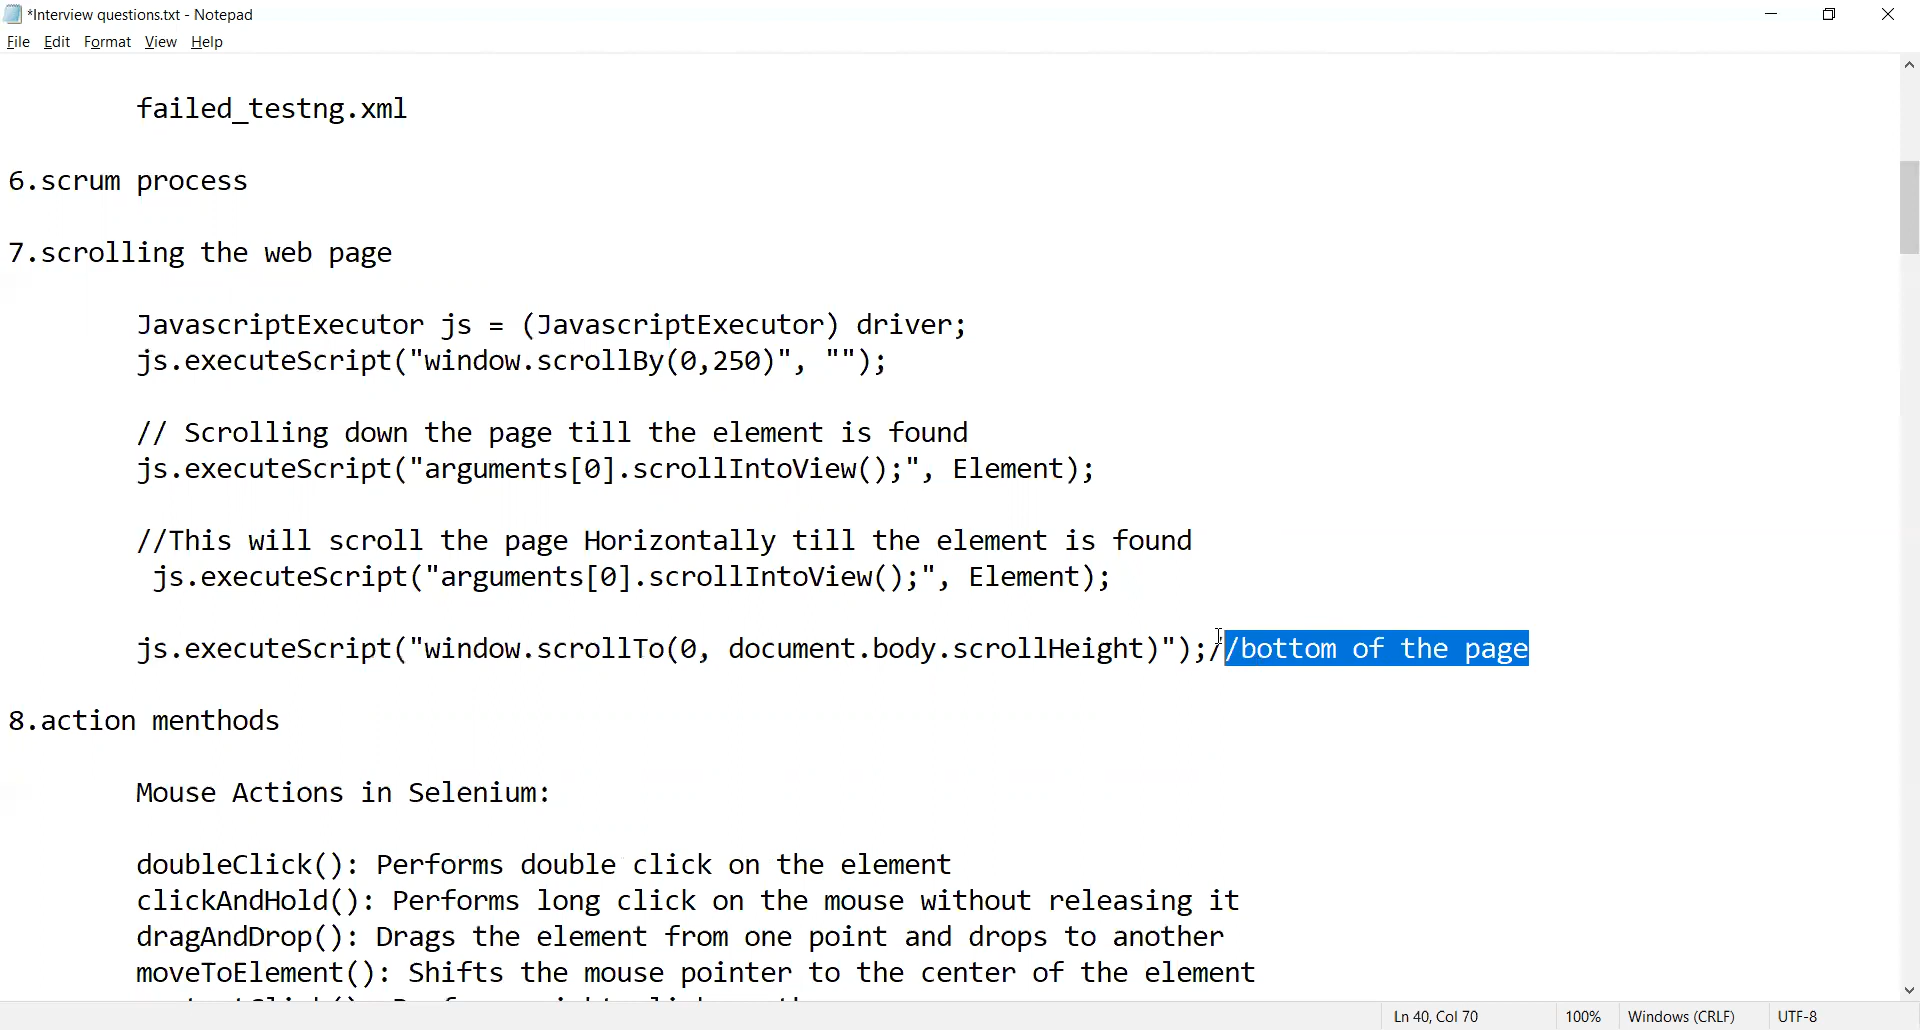 *Interview questions.txt - Notepad
File Edit Format View Help
failed_testng.xml
6.scrum process
7.scrolling the web page
JavascriptExecutor js = (JavascriptExecutor) driver;
js.executeScript("window.scrollBy(0,250)", "");
// Scrolling down the page till the element is found
js.executeScript("arguments[0].scrollIntoView();", Element);
//This will scroll the page Horizontally till the element is found
js.executeScript("arguments[0].scrollIntoView();", Element);
js.executeScript("window.scrollTo(0, document.body.scrollHeight)");//bottom of the page
8.action menthods
Mouse Actions in Selenium:
doubleClick(): Performs double click on the element
clickAndHold(): Performs long click on the mouse without releasing it
dragAndDrop(): Drags the element from one point and drops to another
moveToElement(): Shifts the mouse pointer to the center of the element
Ln 40, Col 70 100% Windows (CRLF) UTF-8